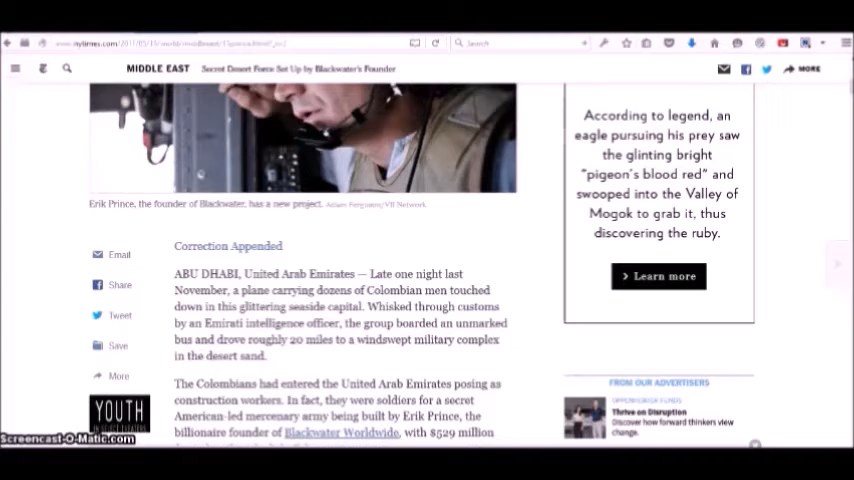 Search
MIDDLE EAST Secret Desert Force Set Up by Blackwater's Founder
MORE
Erik Prince, the founder of Blackwater, has a new project. Adam Ferguson/VII Network
Correction Appended
ABU DHABI, United Arab Emirates — Late one night last
November, a plane carrying dozens of Colombian men touched
down in this glittering seaside capital. Whisked through customs
by an Emirati intelligence officer, the group boarded an unmarked
bus and drove roughly 20 miles to a windswept military complex
in the desert sand.
The Colombians had entered the United Arab Emirates posing as
construction workers. In fact, they were soldiers for a secret
American-led mercenary army being built by Erik Prince, the
billionaire founder of Blackwater Worldwide, with $529 million
Email
Share
Tweet
Save
More
YOUTH
According to legend, an
eagle pursuing his prey saw
the glinting bright
"pigeon's blood red" and
swooped into the Valley of
Mogok to grab it, thus
discovering the ruby.
> Learn more
FROM OUR ADVERTISERS
OPPENHEIMER FUNDS
Thrive on Disruption
Discover how forward thinkers view
change.
Screencast-O-Matic.com